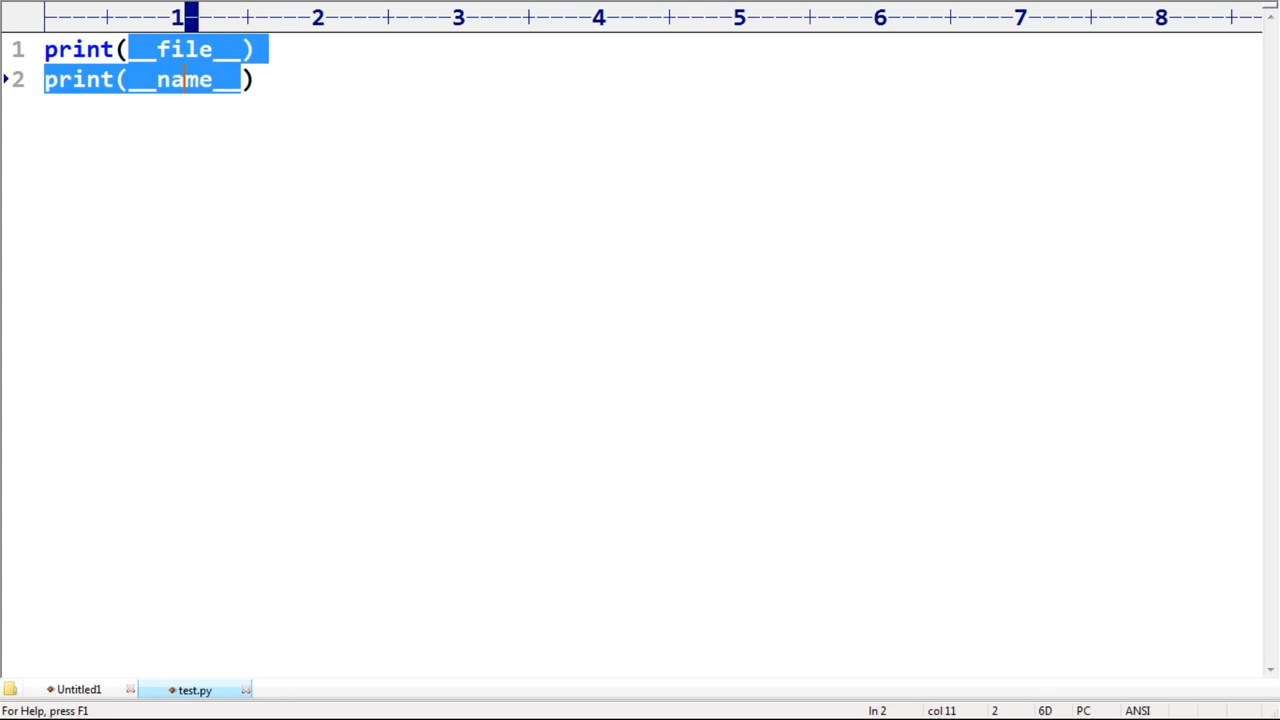 1 2 3 4 5 6 7 8
1 print(__file__)
2 print(__name__)
Untitled1 test.py
For Help, press F1 ln 2 col 11 2 6D PC ANSI